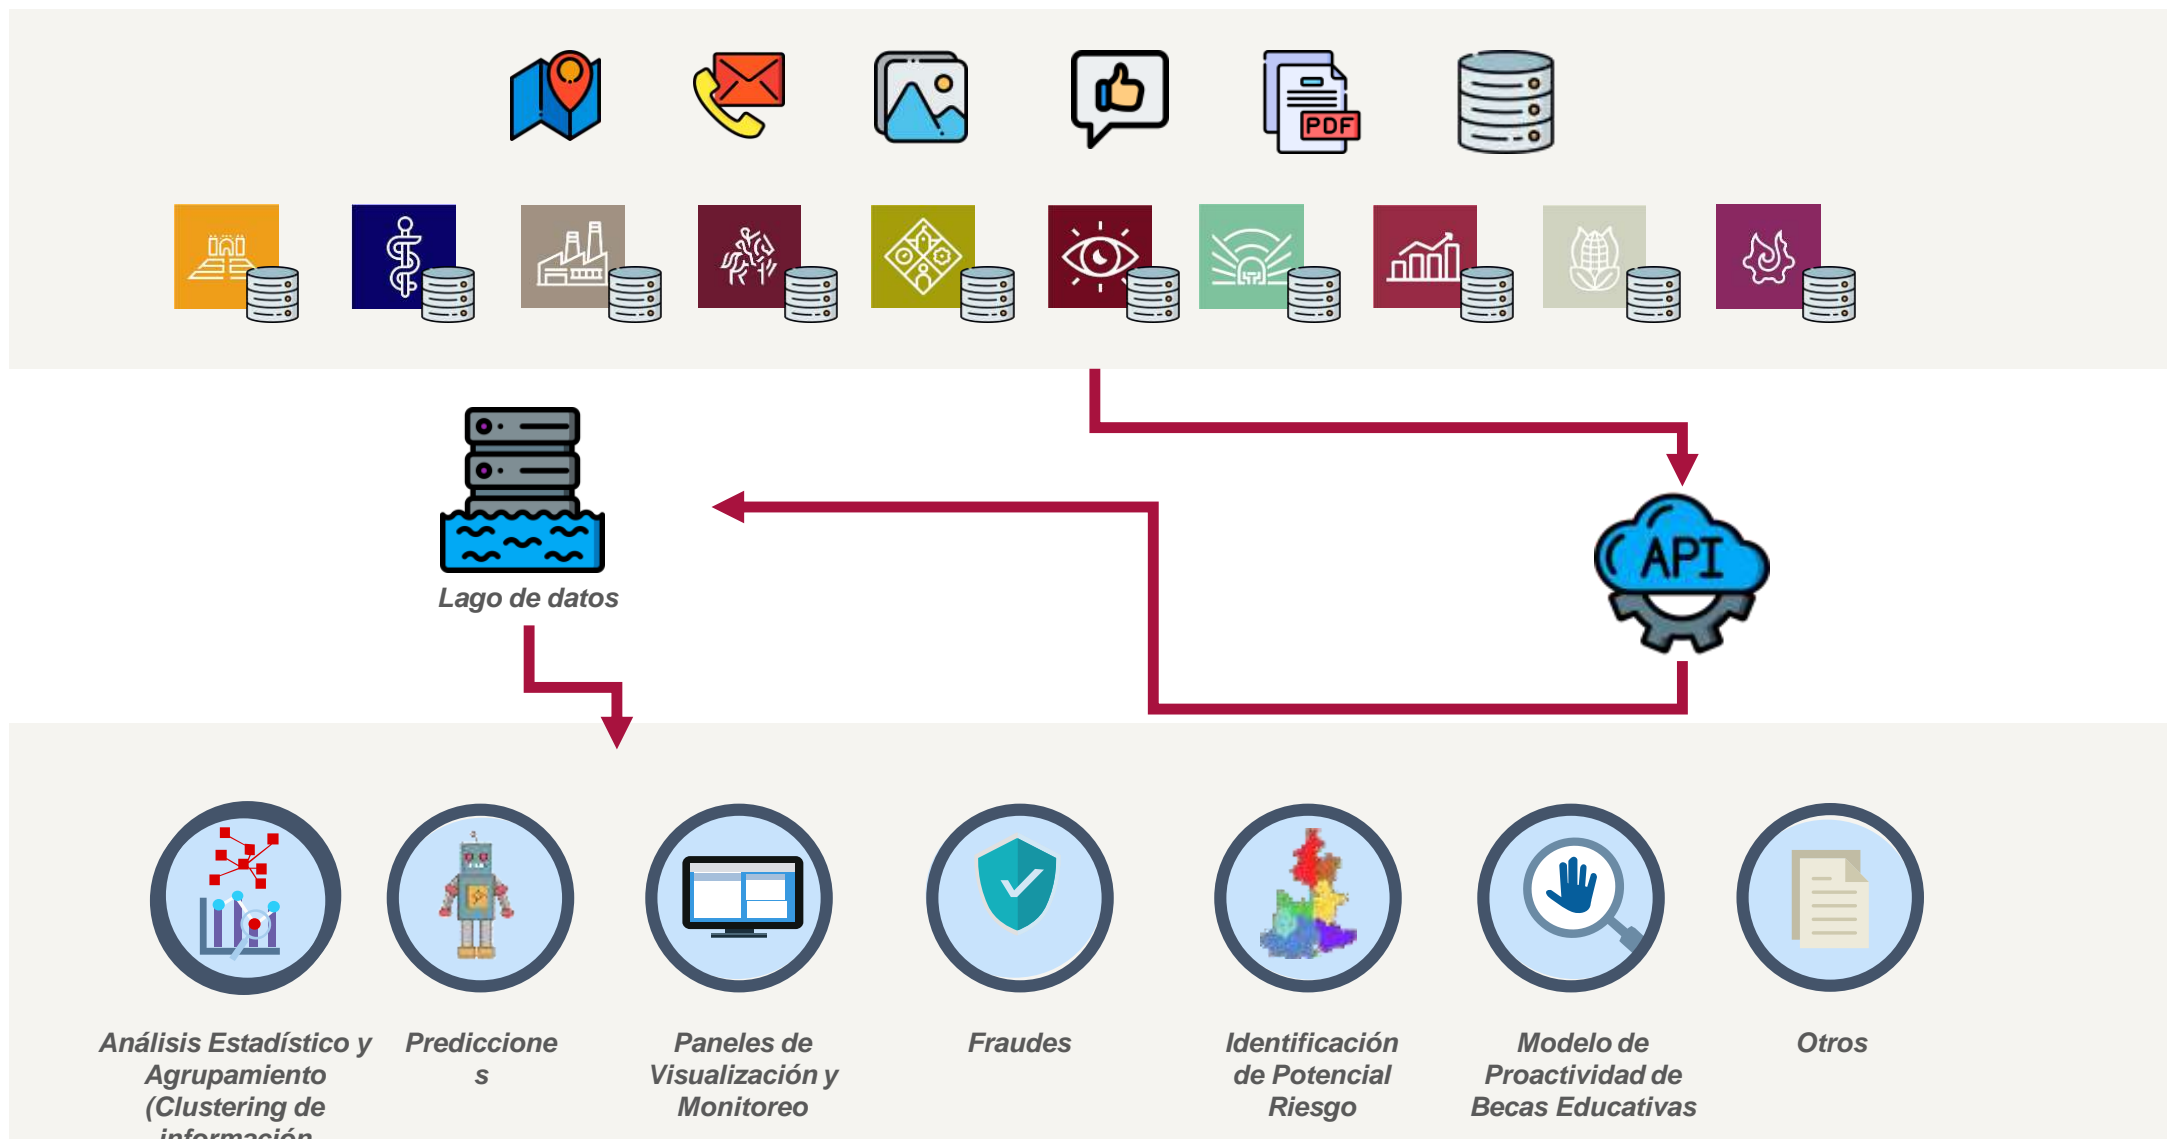 PDF
API
Lago de datos
Análisis Estadístico y
Agrupamiento
(Clustering de
información
Prediccione
s
Paneles de
Visualización y
Monitoreo
Fraudes
Identificación
de Potencial
Riesgo
Modelo de
Proactividad de
Becas Educativas
Otros